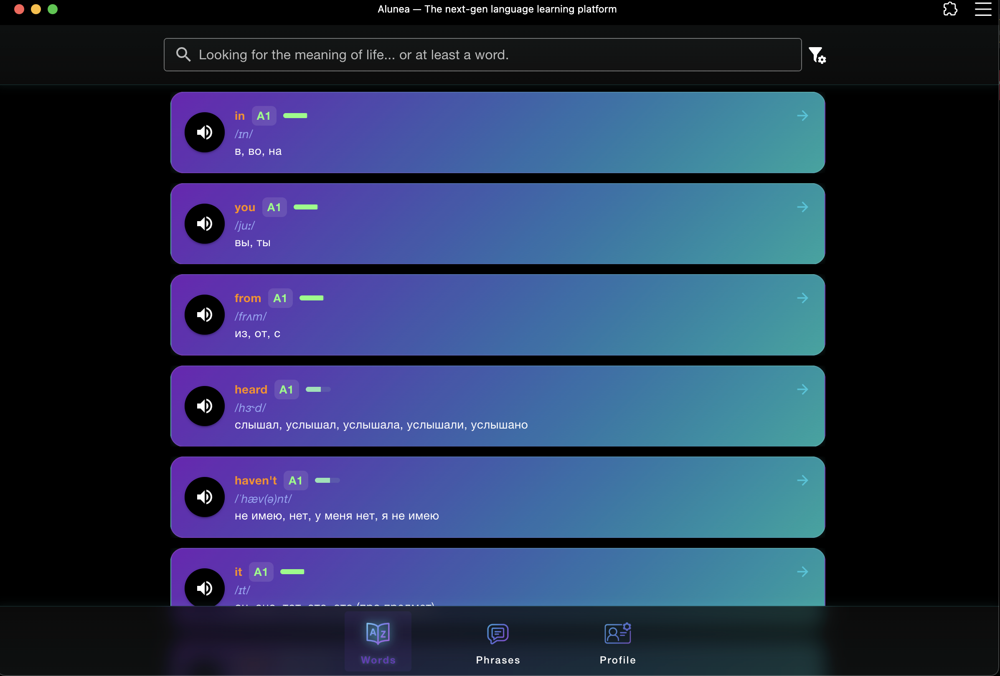 Alunea — The next-gen language learning platform
Looking for the meaning of life... or at least a word.
in A1
/ɪn/
в, во, на
you A1
/juː/
вы, ты
from A1
/frʌm/
из, от, с
heard A1
/hɝd/
слышал, услышал, услышала, услышали, услышано
haven't A1
/ˈhæv(ə)nt/
не имею, нет, у меня нет, я не имею
it A1
/ɪt/
A Z
Words
Phrases
Profile